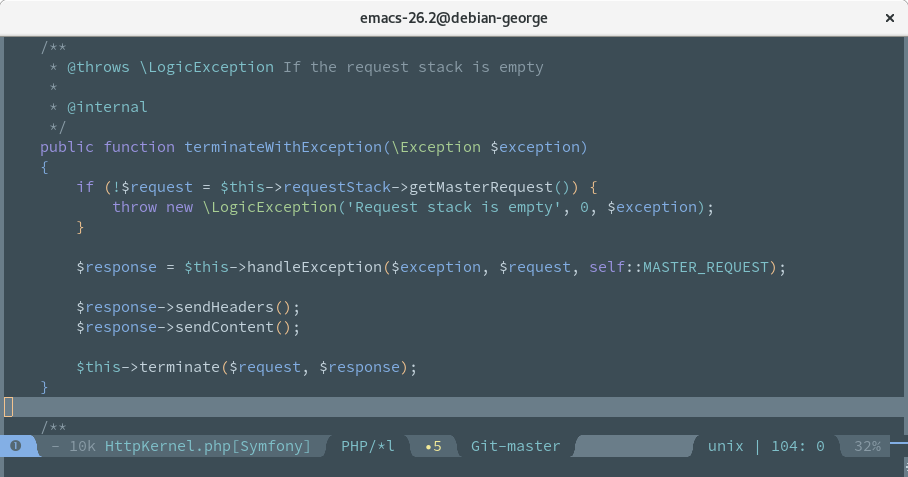 emacs-26.2@debian-george ×
/**
 * @throws \LogicException If the request stack is empty
 *
 * @internal
 */
public function terminateWithException(\Exception $exception)
{
    if (!$request = $this->requestStack->getMasterRequest()) {
        throw new \LogicException('Request stack is empty', 0, $exception);
    }

    $response = $this->handleException($exception, $request, self::MASTER_REQUEST);

    $response->sendHeaders();
    $response->sendContent();

    $this->terminate($request, $response);
}

/**
❶ - 10k HttpKernel.php[Symfony] PHP/*l •5 Git-master unix | 104: 0 32%